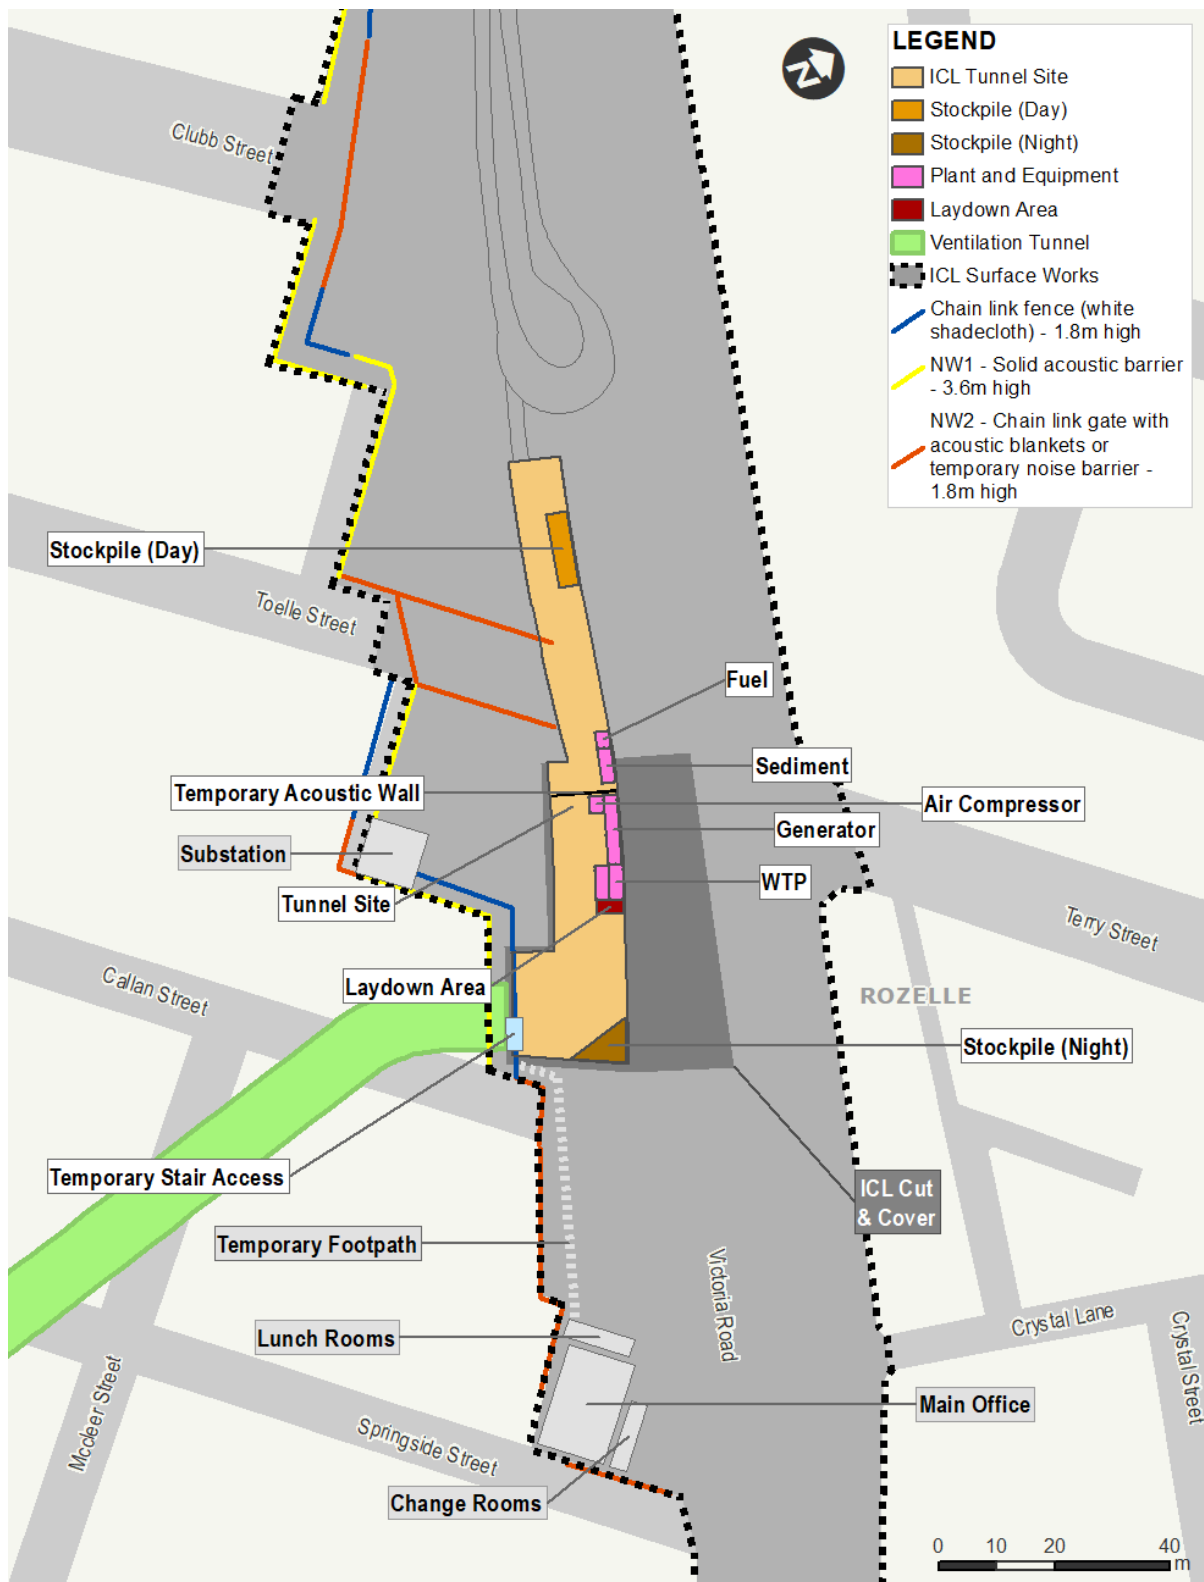 LEGEND
ICL Tunnel Site
Stockpile (Day)
Stockpile (Night)
Plant and Equipment
Laydown Area
Ventilation Tunnel
ICL Surface Works
Chain link fence (white
shadecloth) - 1.8m high
NW1 - Solid acoustic barrier
- 3.6m high
NW2 - Chain link gate with
acoustic blankets or
temporary noise barrier -
1.8m high
N
Clubb Street
Stockpile (Day)
Toelle Street
Fuel
Sediment
Temporary Acoustic Wall
Air Compressor
Generator
Substation
WTP
Tunnel Site
Terry Street
Callan Street
Laydown Area
ROZELLE
Stockpile (Night)
Temporary Stair Access
ICL Cut
& Cover
Temporary Footpath
Victoria Road
Lunch Rooms
Crystal Lane
Crystal Street
Mccleer Street
Main Office
Springside Street
Change Rooms
0 10 20 40
m